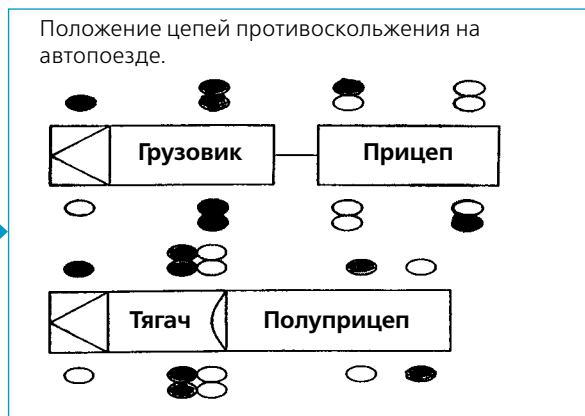 Положение цепей противоскольжения на
автопоезде.
Грузовик Прицеп
Тягач Полуприцеп